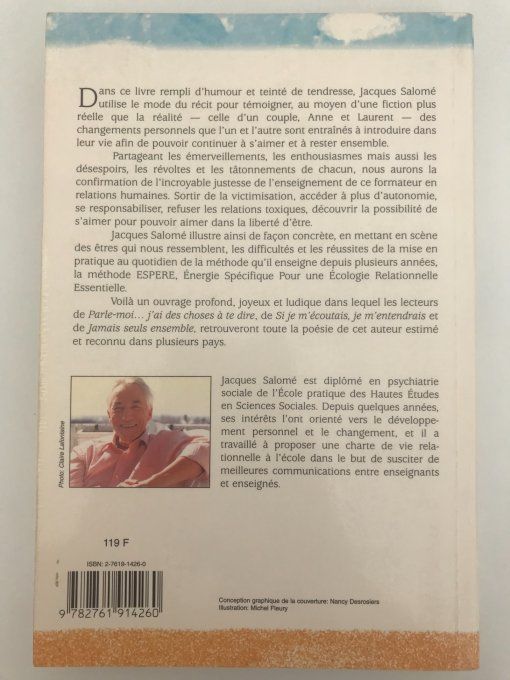 Dans ce livre rempli d'humour et teinté de tendresse, Jacques Salomé
utilise le mode du récit pour témoigner, au moyen d'une fiction plus
réelle que la réalité — celle d'un couple, Anne et Laurent — des
changements personnels que l'un et l'autre sont entraînés à introduire dans
leur vie afin de pouvoir continuer à s'aimer et à rester ensemble.
Partageant les émerveillements, les enthousiasmes mais aussi les
désespoirs, les révoltes et les tâtonnements de chacun, nous aurons la
confirmation de l'incroyable justesse de l'enseignement de ce formateur en
relations humaines. Sortir de la victimisation, accéder à plus d'autonomie,
se responsabiliser, refuser les relations toxiques, découvrir la possibilité de
s'aimer pour pouvoir aimer dans la liberté d'être.
Jacques Salomé illustre ainsi de façon concrète, en mettant en scène
des êtres qui nous ressemblent, les difficultés et les réussites de la mise en
pratique au quotidien de la méthode qu'il enseigne depuis plusieurs années,
la méthode ESPERE, Énergie Spécifique Pour une Écologie Relationnelle
Essentielle.
Voilà un ouvrage profond, joyeux et ludique dans lequel les lecteurs
de Parle-moi... j'ai des choses à te dire, de Si je m'écoutais, je m'entendrais et
de Jamais seuls ensemble, retrouveront toute la poésie de cet auteur estimé
et reconnu dans plusieurs pays.
Jacques Salomé est diplômé en psychiatrie
sociale de l'École pratique des Hautes Études
en Sciences Sociales. Depuis quelques années,
ses intérêts l'ont orienté vers le développe-
ment personnel et le changement, et il a
travaillé à proposer une charte de vie rela-
tionnelle à l'école dans le but de susciter de
meilleures communications entre enseignants
et enseignés.
Photo: Claire Lafontaine
119 F
ISBN: 2-7619-1426-0
9 782761 914260
Conception graphique de la couverture: Nancy Desrosiers
Illustration: Michel Fleury